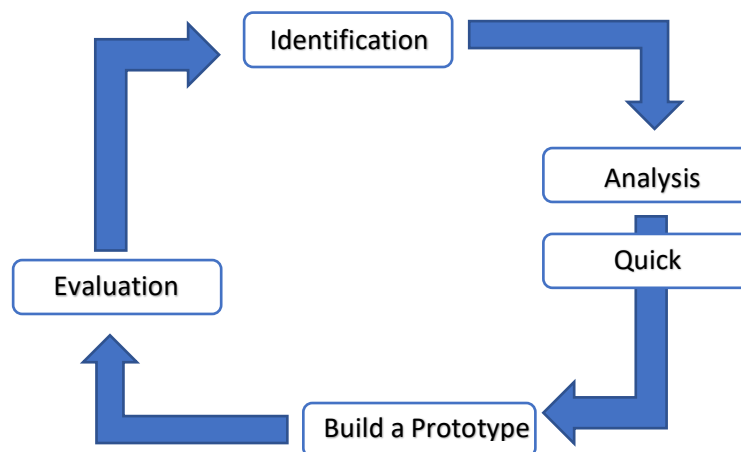 Identification
Analysis
Quick
Evaluation
Build a Prototype